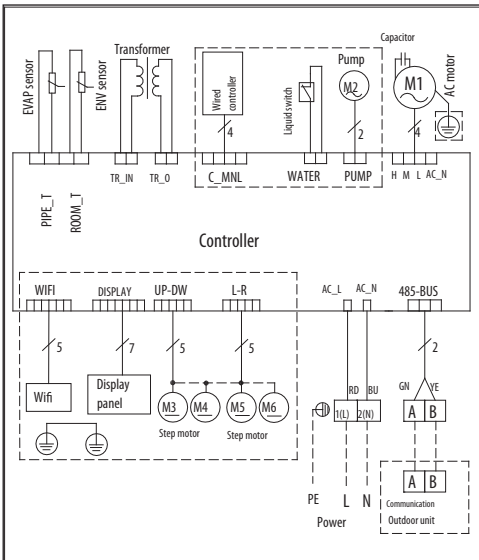 EVAP sensor
ENV sensor
Transformer
Wired
controller
4
Liquid switch
Pump
M2
2
Capacitor
M1
4
AC motor
PIPE_T
ROOM_T
TR_IN
TR_O
C_MNL
WATER
PUMP
H M L AC_N
Controller
WIFI
DISPLAY
UP-DW
L-R
AC_L
AC_N
485-BUS
5
7
5
5
2
Wifi
Display
panel
M3
M4
M5
M6
Step motor
Step motor
RD
BU
1(L)
2(N)
GN
YE
A
B
PE
L
N
Power
A
B
Communication
Outdoor unit